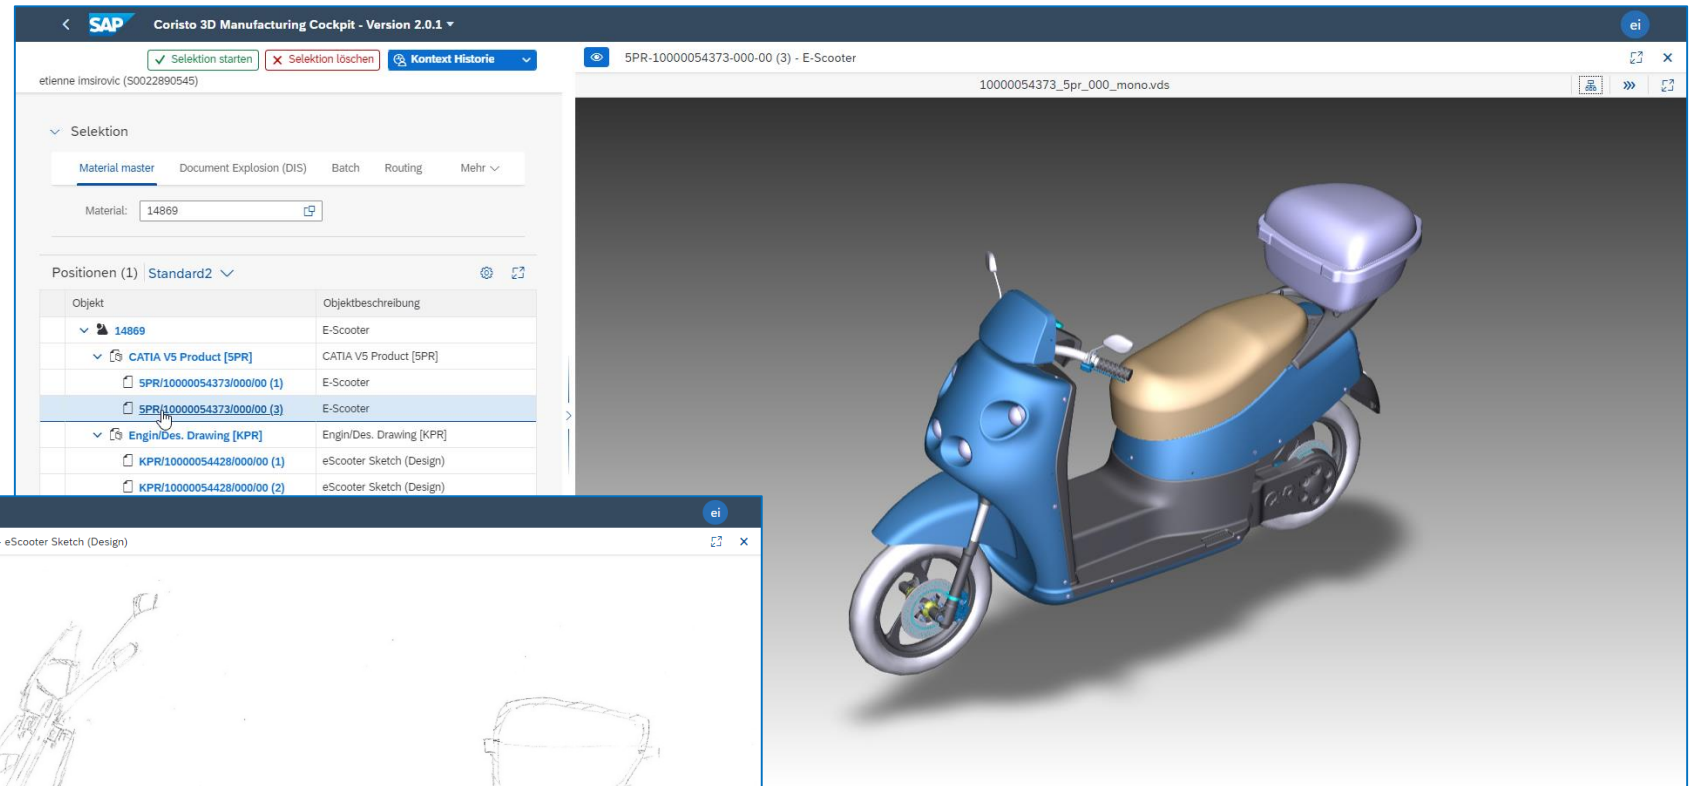 SAP Coristo 3D Manufacturing Cockpit - Version 2.0.1
ei
Selektion starten
Selektion löschen
Kontext Historie
etienne imsirovic (S0022890545)
Selektion
Material master
Document Explosion (DIS)
Batch
Routing
Mehr
Material: 14869
Positionen (1) Standard2
Objekt Objektbeschreibung
14869 E-Scooter
CATIA V5 Product [5PR] CATIA V5 Product [5PR]
5PR/10000054373/000/00 (1) E-Scooter
5PR/10000054373/000/00 (3) E-Scooter
Engin/Des. Drawing [KPR] Engin/Des. Drawing [KPR]
KPR/10000054428/000/00 (1) eScooter Sketch (Design)
KPR/10000054428/000/00 (2) eScooter Sketch (Design)
5PR-10000054373-000-00 (3) - E-Scooter
10000054373_5pr_000_mono.vds
ei
- eScooter Sketch (Design)